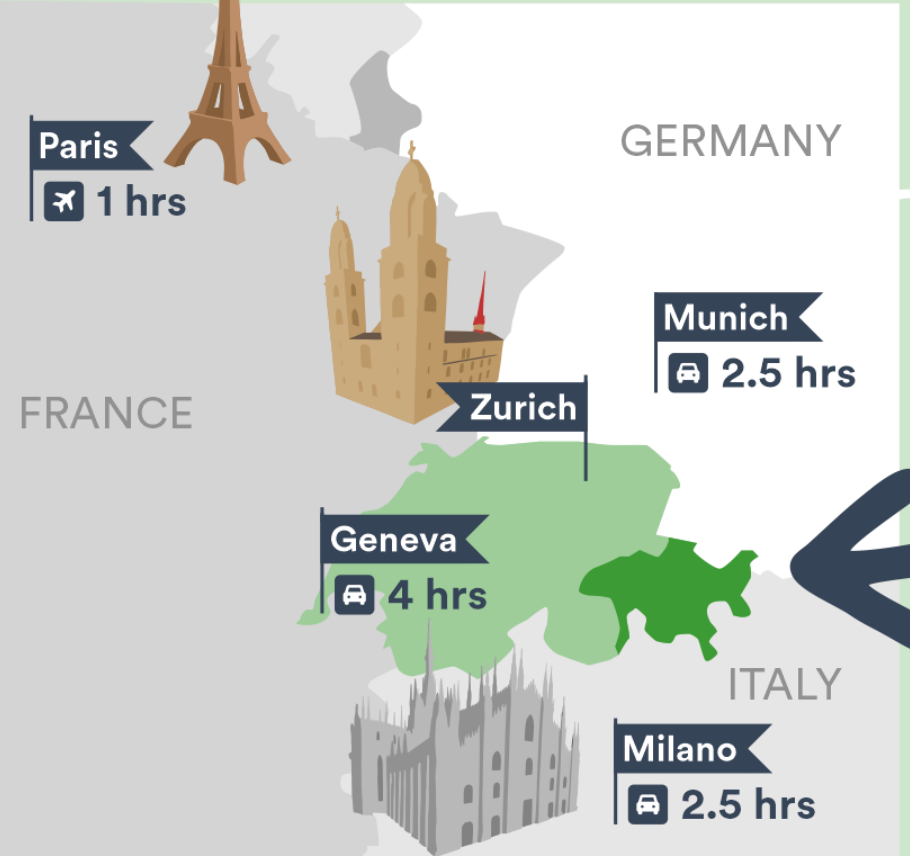 Paris
1 hrs
GERMANY
Munich
2.5 hrs
FRANCE
Zurich
Geneva
4 hrs
ITALY
Milano
2.5 hrs